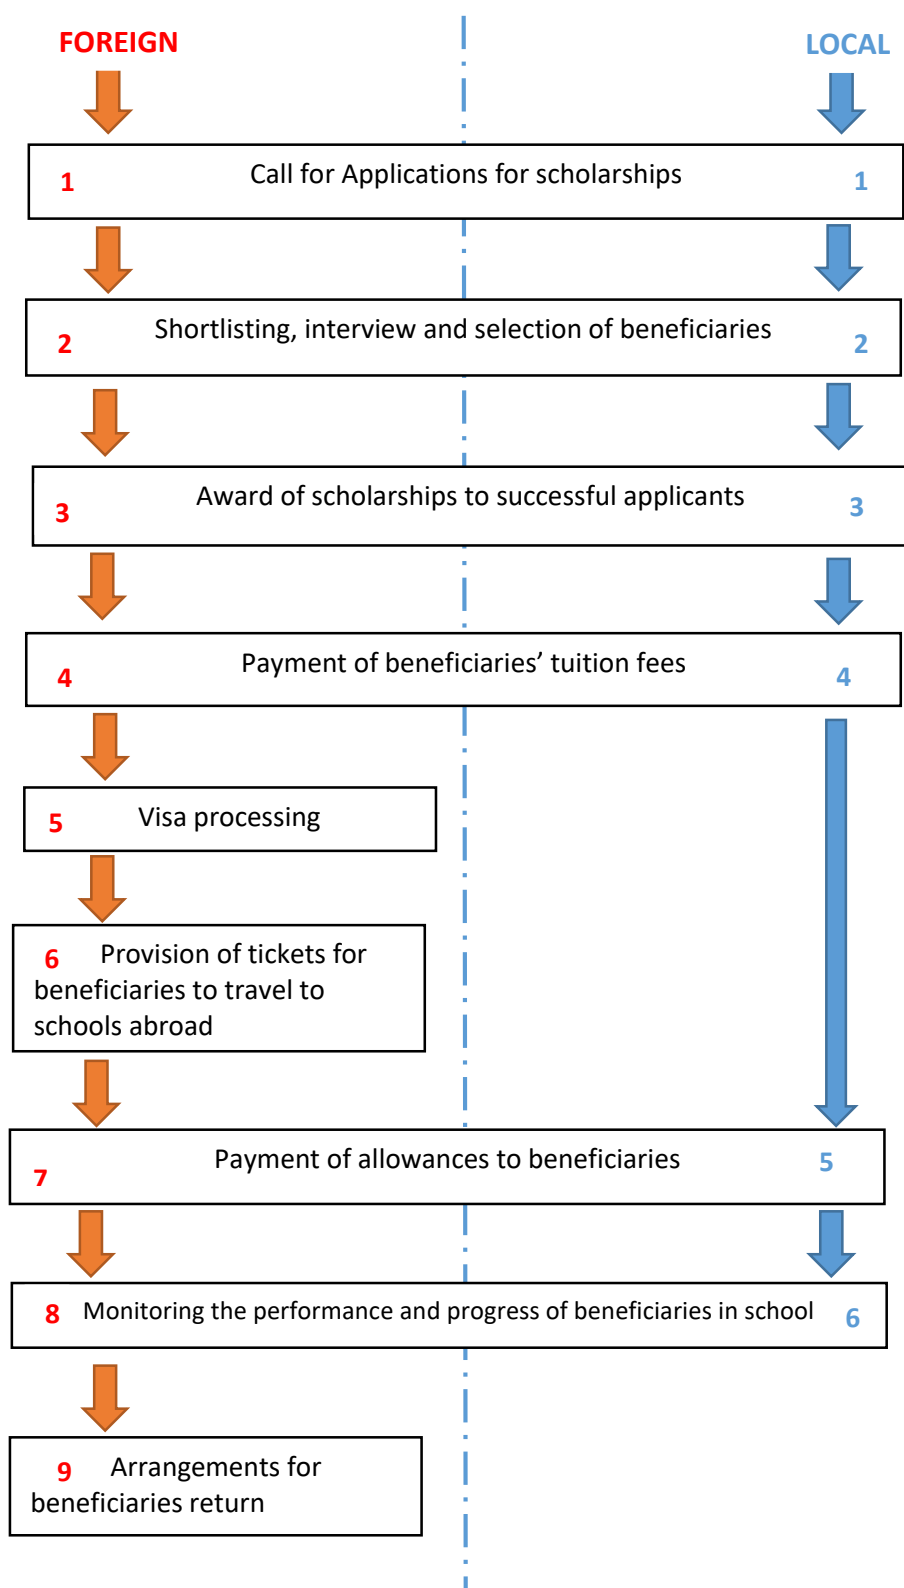 FOREIGN LOCAL
1 Call for Applications for scholarships 1
2 Shortlisting, interview and selection of beneficiaries 2
3 Award of scholarships to successful applicants 3
4 Payment of beneficiaries’ tuition fees 4
5 Visa processing
6 Provision of tickets for
beneficiaries to travel to
schools abroad
7 Payment of allowances to beneficiaries 5
8 Monitoring the performance and progress of beneficiaries in school 6
9 Arrangements for
beneficiaries return